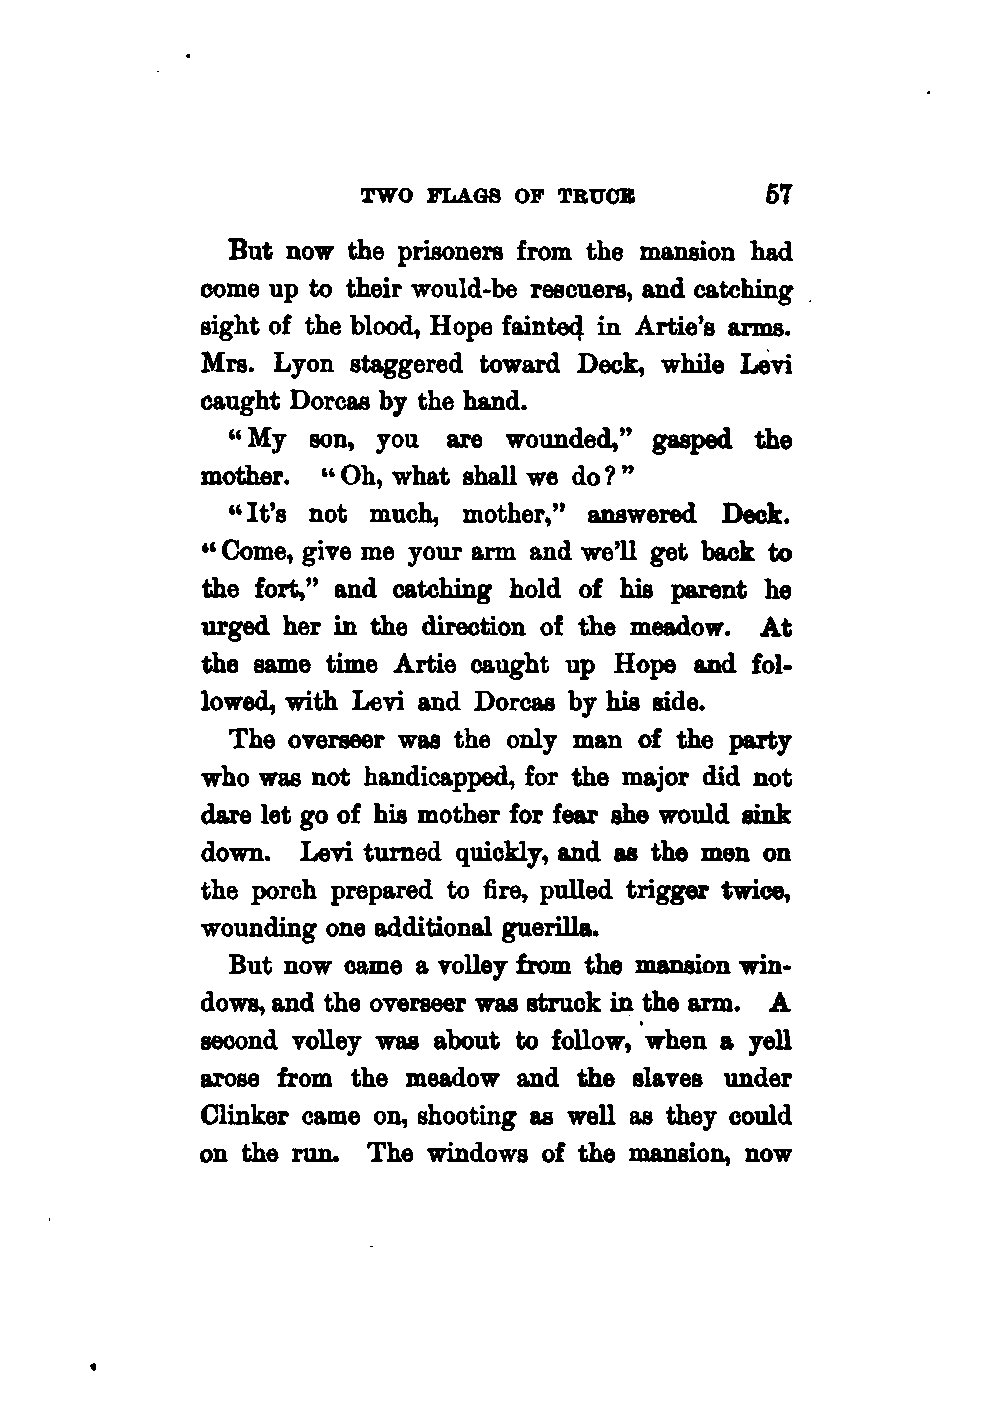 TWO FLAGS OF TRUCE 57
But now the prisoners from the mansion had
come up to their would-be rescuers, and catching
sight of the blood, Hope fainted in Artie's arms.
Mrs. Lyon staggered toward Deck, while Levi
caught Dorcas by the hand.
"My son, you are wounded," gasped the
mother. "Oh, what shall we do?"
"It's not much, mother," answered Deck.
"Come, give me your arm and we'll get back to
the fort," and catching hold of his parent he
urged her in the direction of the meadow. At
the same time Artie caught up Hope and fol-
lowed, with Levi and Dorcas by his side.
The overseer was the only man of the party
who was not handicapped, for the major did not
dare let go of his mother for fear she would sink
down. Levi turned quickly, and as the men on
the porch prepared to fire, pulled trigger twice,
wounding one additional guerilla.
But now came a volley from the mansion win-
dows, and the overseer was struck in the arm. A
second volley was about to follow, when a yell
arose from the meadow and the slaves under
Clinker came on, shooting as well as they could
on the run. The windows of the mansion, now